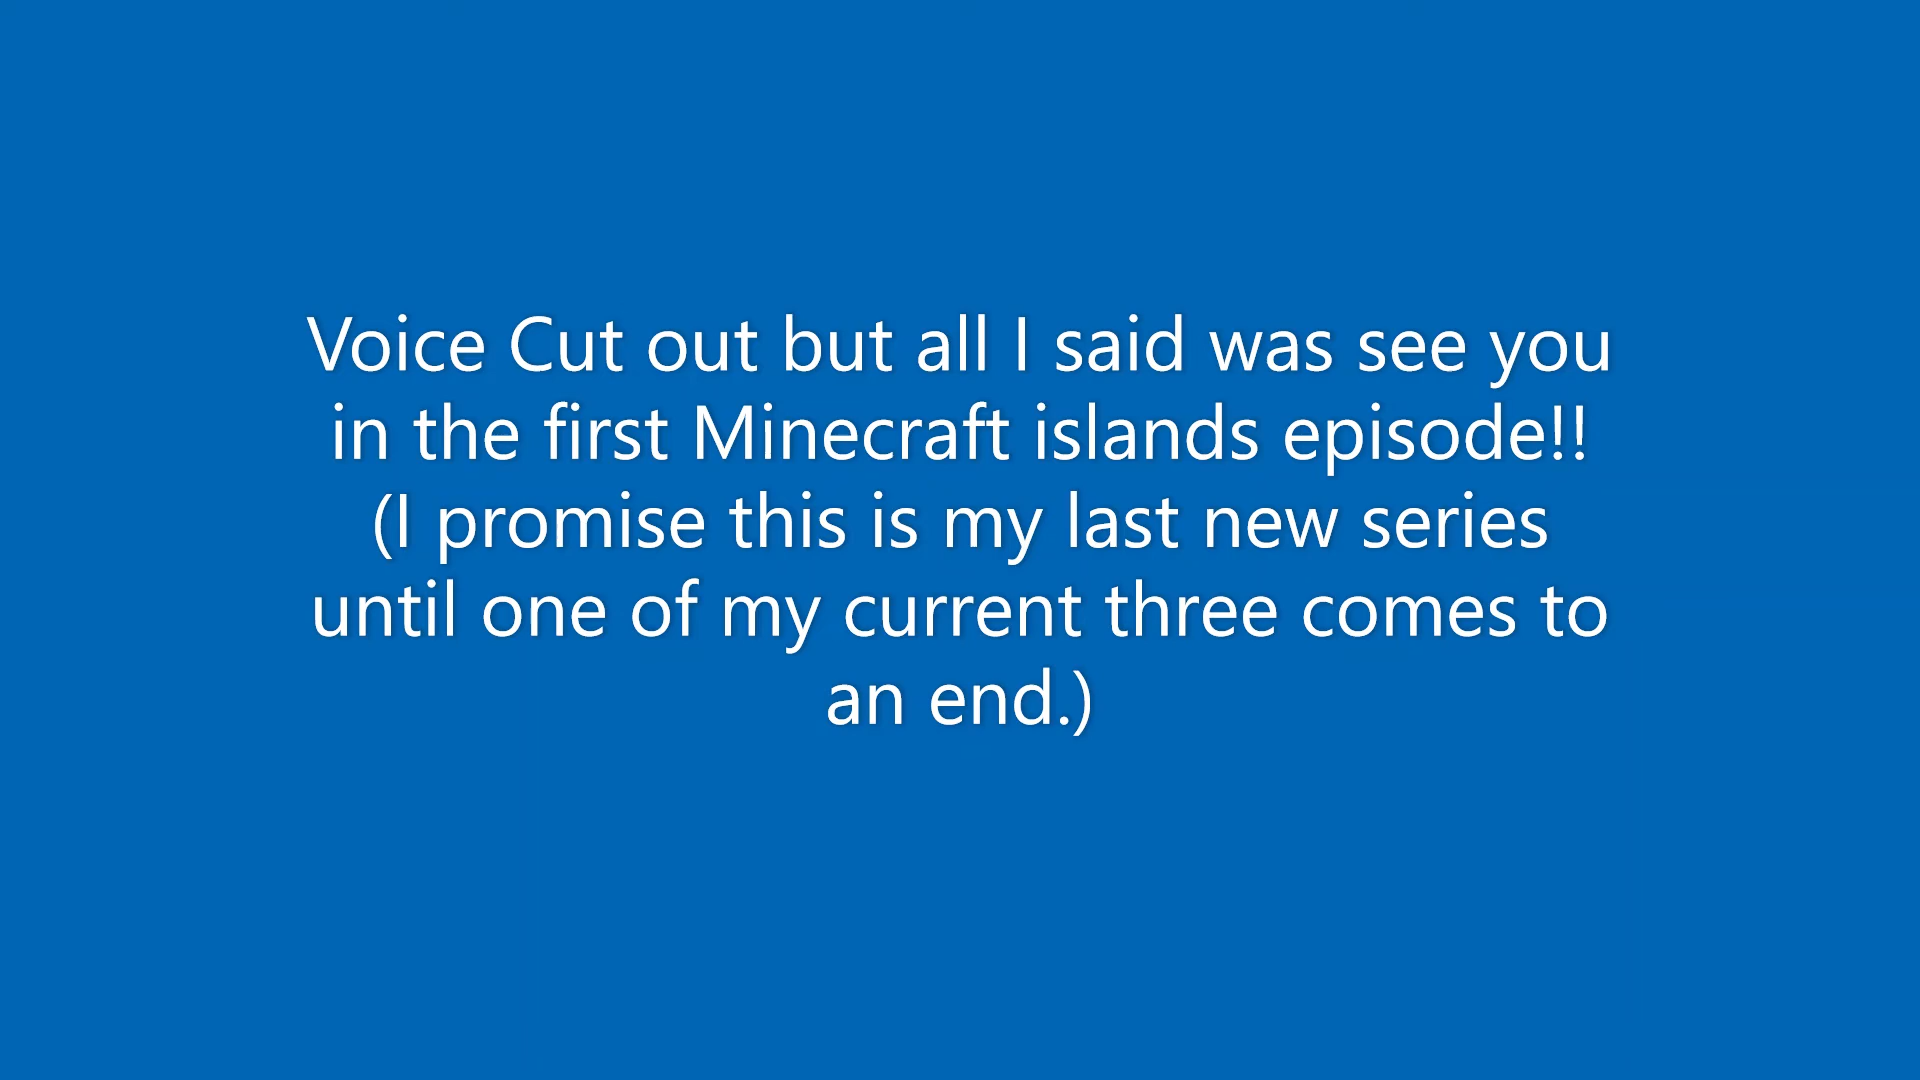 Voice Cut out but all I said was see you
in the first Minecraft islands episode!!
(I promise this is my last new series
until one of my current three comes to
an end.)